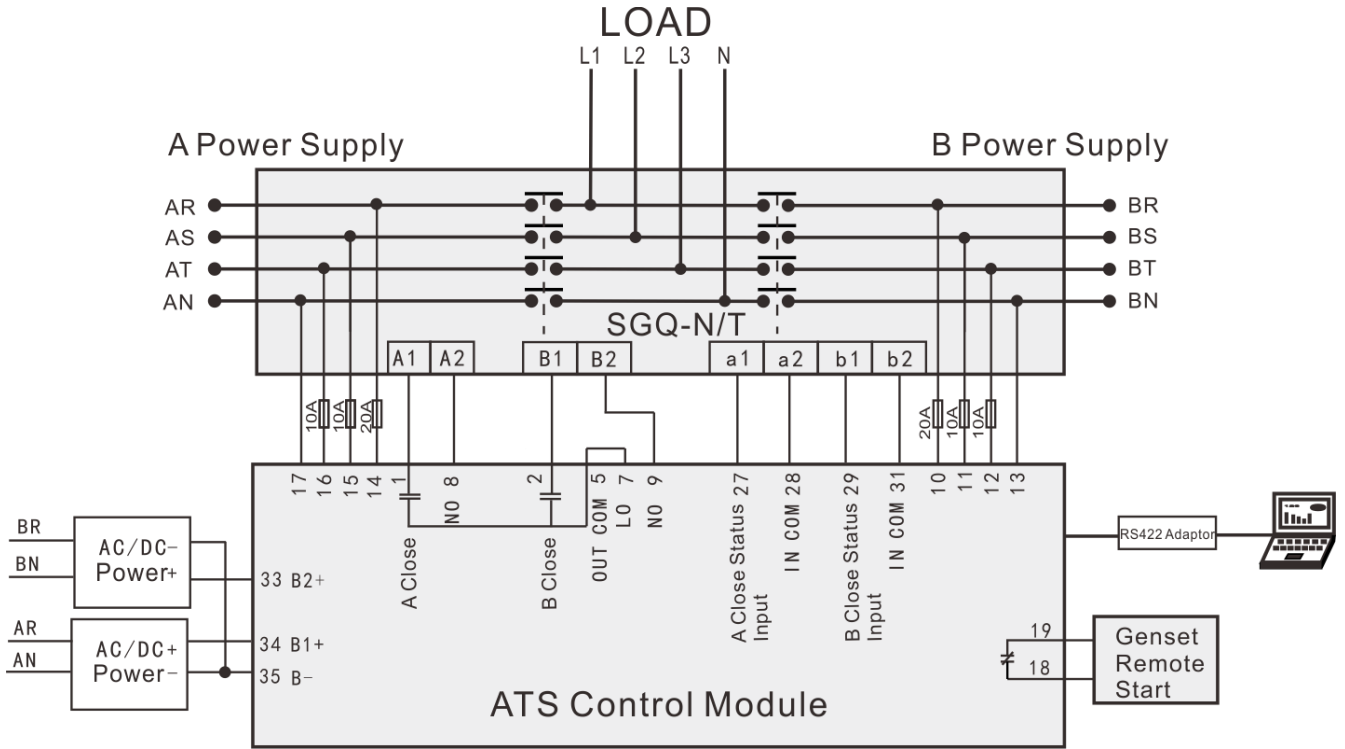 LOAD
L1 L2 L3 N
A Power Supply
B Power Supply
AR
BR
AS
BS
AT
BT
AN
BN
SGQ-N/T
A1 A2 B1 B2 a1 a2 b1 b2
10A 10A 20A
20A 10A 10A
17
16
15
14
1
NO 8
2
OUT COM 5
LO 7
NO 9
A Close Status 27
Input
IN COM 28
B Close Status 29
Input
IN COM 31
10
11
12
13
A Close
B Close
BR
BN
AC/DC-
Power+
33 B2+
AR
AN
AC/DC+
Power-
34 B1+
35 B-
RS422 Adaptor
19
18
Genset
Remote
Start
ATS Control Module